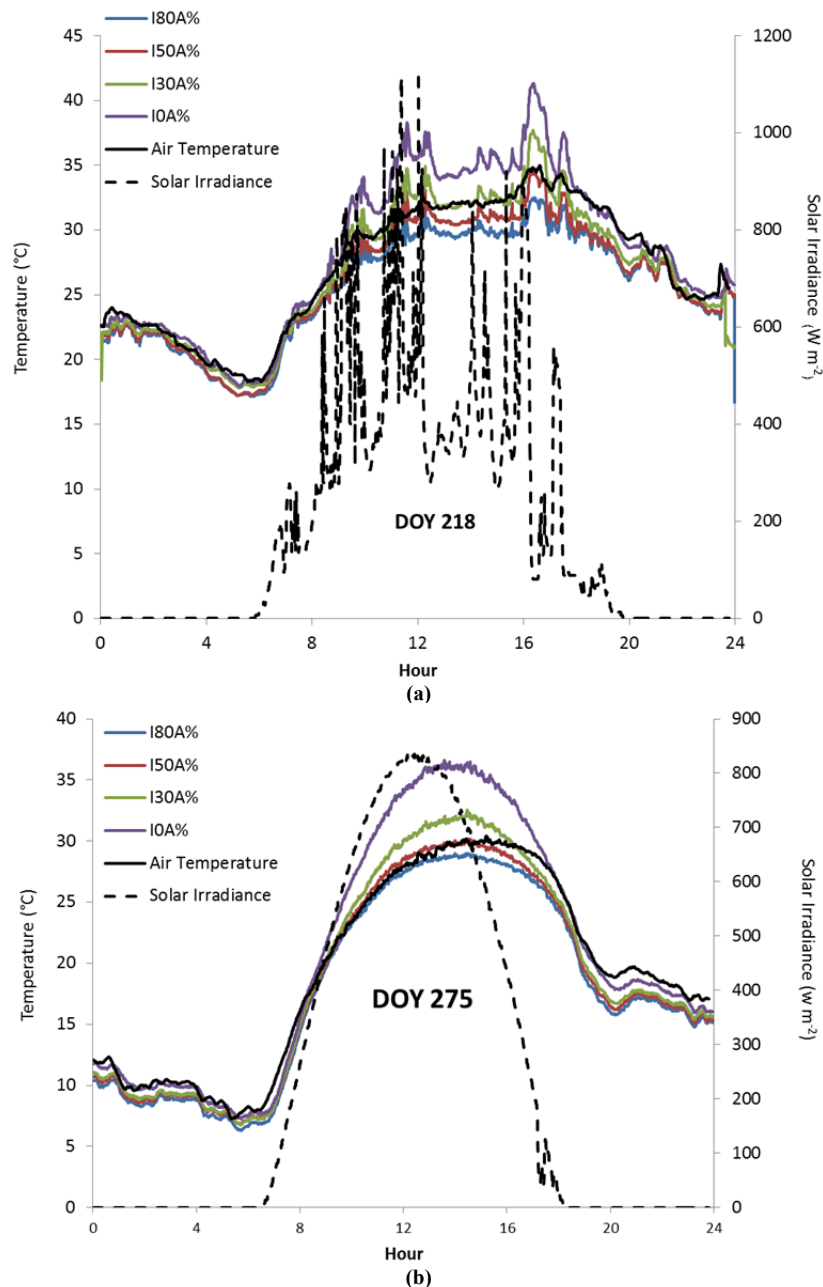 I80A%
I50A%
I30A%
I0A%
Air Temperature
Solar Irradiance
45
40
35
30
25
20
15
10
5
0
Temperature (°C)
1200
1000
800
600
400
200
0
Solar Irradiance (W m-2)
DOY 218
0 4 8 12 16 20 24
Hour
(a)
I80A%
I50A%
I30A%
I0A%
Air Temperature
Solar Irradiance
40
35
30
25
20
15
10
5
0
Temperature (°C)
900
800
700
600
500
400
300
200
100
0
Solar Irradiance (w m-2)
DOY 275
0 4 8 12 16 20 24
Hour
(b)